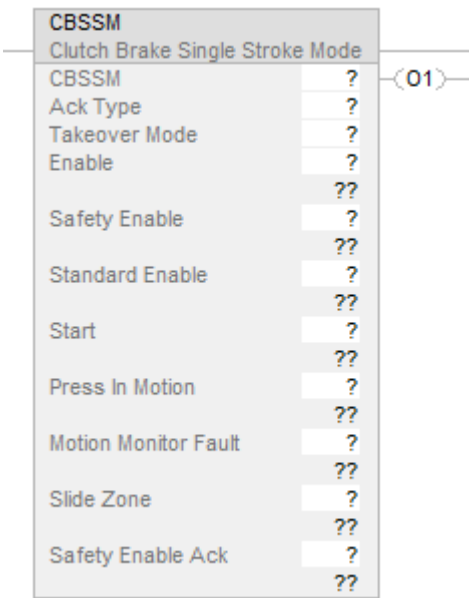 CBSSM
Clutch Brake Single Stroke Mode
CBSSM ? (O1)
Ack Type ?
Takeover Mode ?
Enable ?
??
Safety Enable ?
??
Standard Enable ?
??
Start ?
??
Press In Motion ?
??
Motion Monitor Fault ?
??
Slide Zone ?
??
Safety Enable Ack ?
??